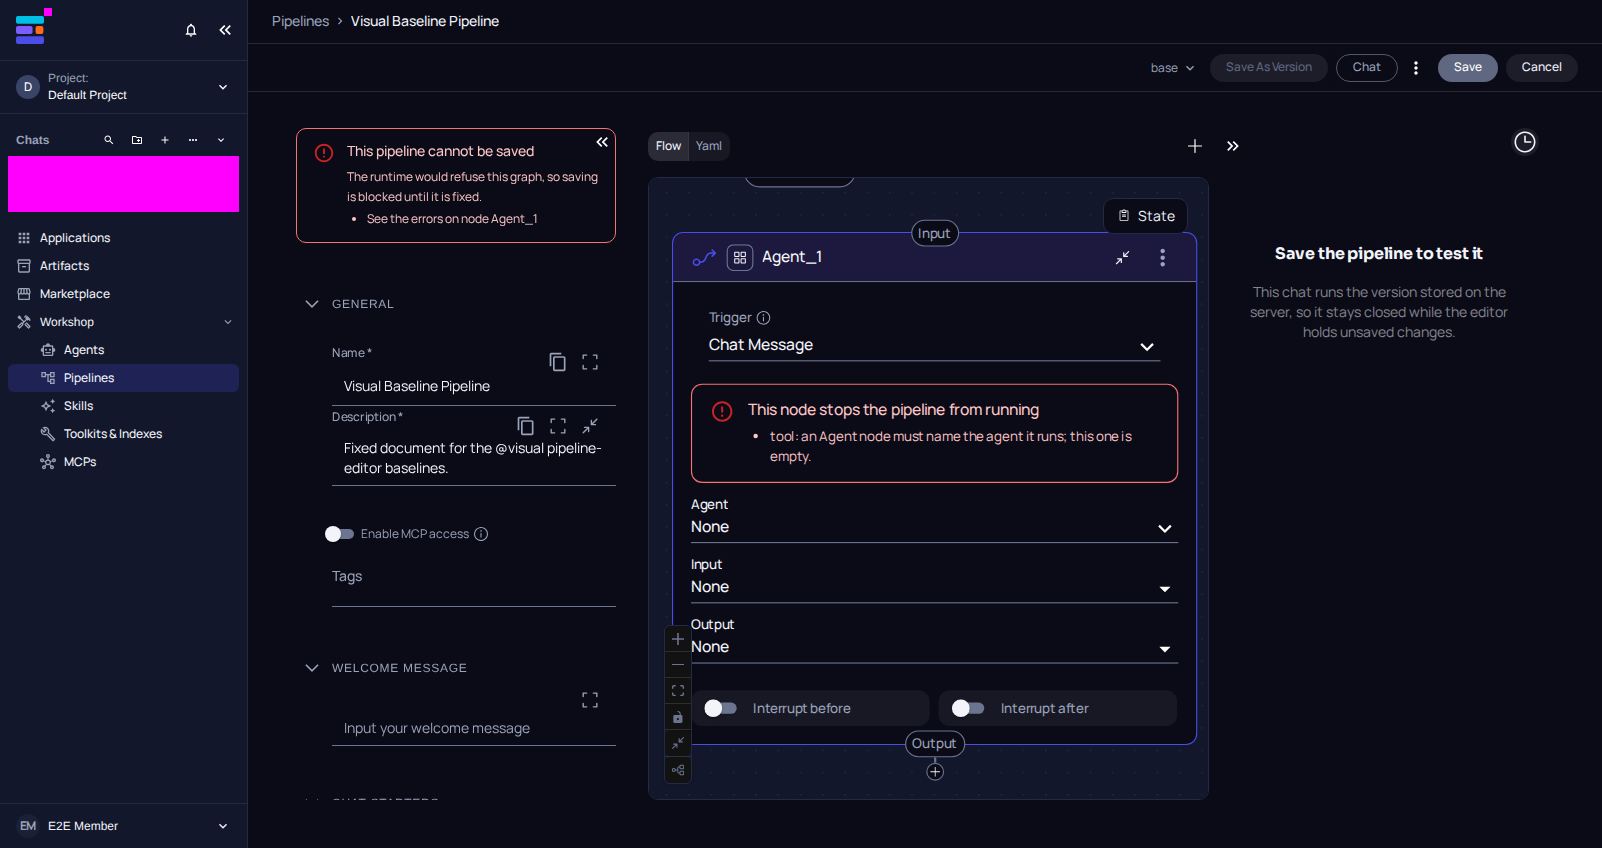 Pipelines › Visual Baseline Pipeline
D
Project:
Default Project
base
Save As Version
Chat
Save
Cancel
Chats
Applications
Artifacts
Marketplace
Workshop
Agents
Pipelines
Skills
Toolkits & Indexes
MCPs
EM
E2E Member
This pipeline cannot be saved
The runtime would refuse this graph, so saving
is blocked until it is fixed.
• See the errors on node Agent_1
GENERAL
Name *
Visual Baseline Pipeline
Description *
Fixed document for the @visual pipeline-
editor baselines.
Enable MCP access
Tags
WELCOME MESSAGE
Input your welcome message
CHAT STARTERS
Flow
Yaml
State
Input
Agent_1
Trigger
Chat Message
This node stops the pipeline from running
• tool: an Agent node must name the agent it runs; this one is
empty.
Agent
None
Input
None
Output
None
Interrupt before
Interrupt after
Output
Save the pipeline to test it
This chat runs the version stored on the
server, so it stays closed while the editor
holds unsaved changes.